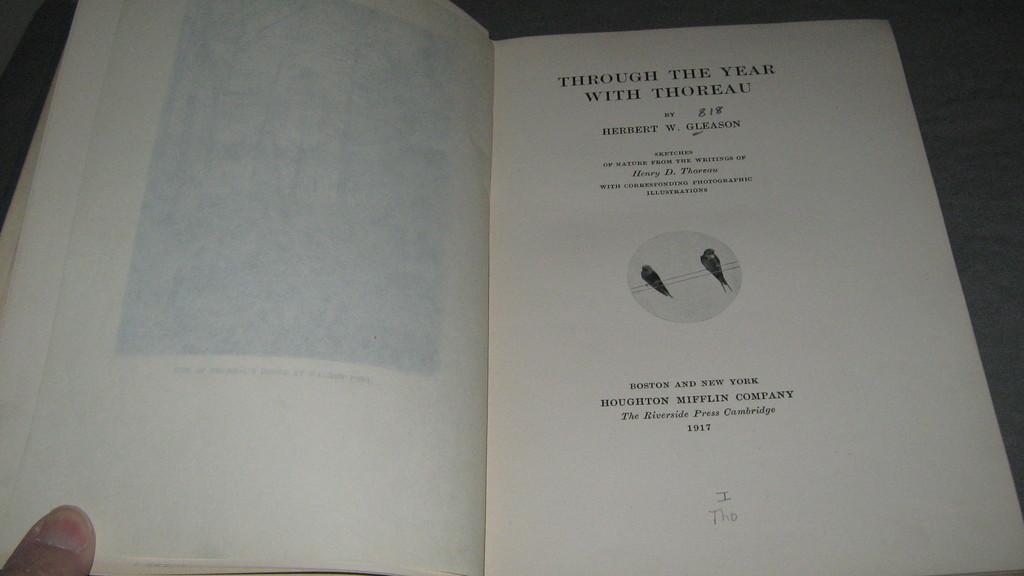 THROUGH THE YEAR
WITH THOREAU
BY
818
HERBERT W. GLEASON
SKETCHES
OF NATURE FROM THE WRITINGS OF
Henry D. Thoreau
WITH CORRESPONDING PHOTOGRAPHIC
ILLUSTRATIONS
BOSTON AND NEW YORK
HOUGHTON MIFFLIN COMPANY
The Riverside Press Cambridge
1917
I
Tho